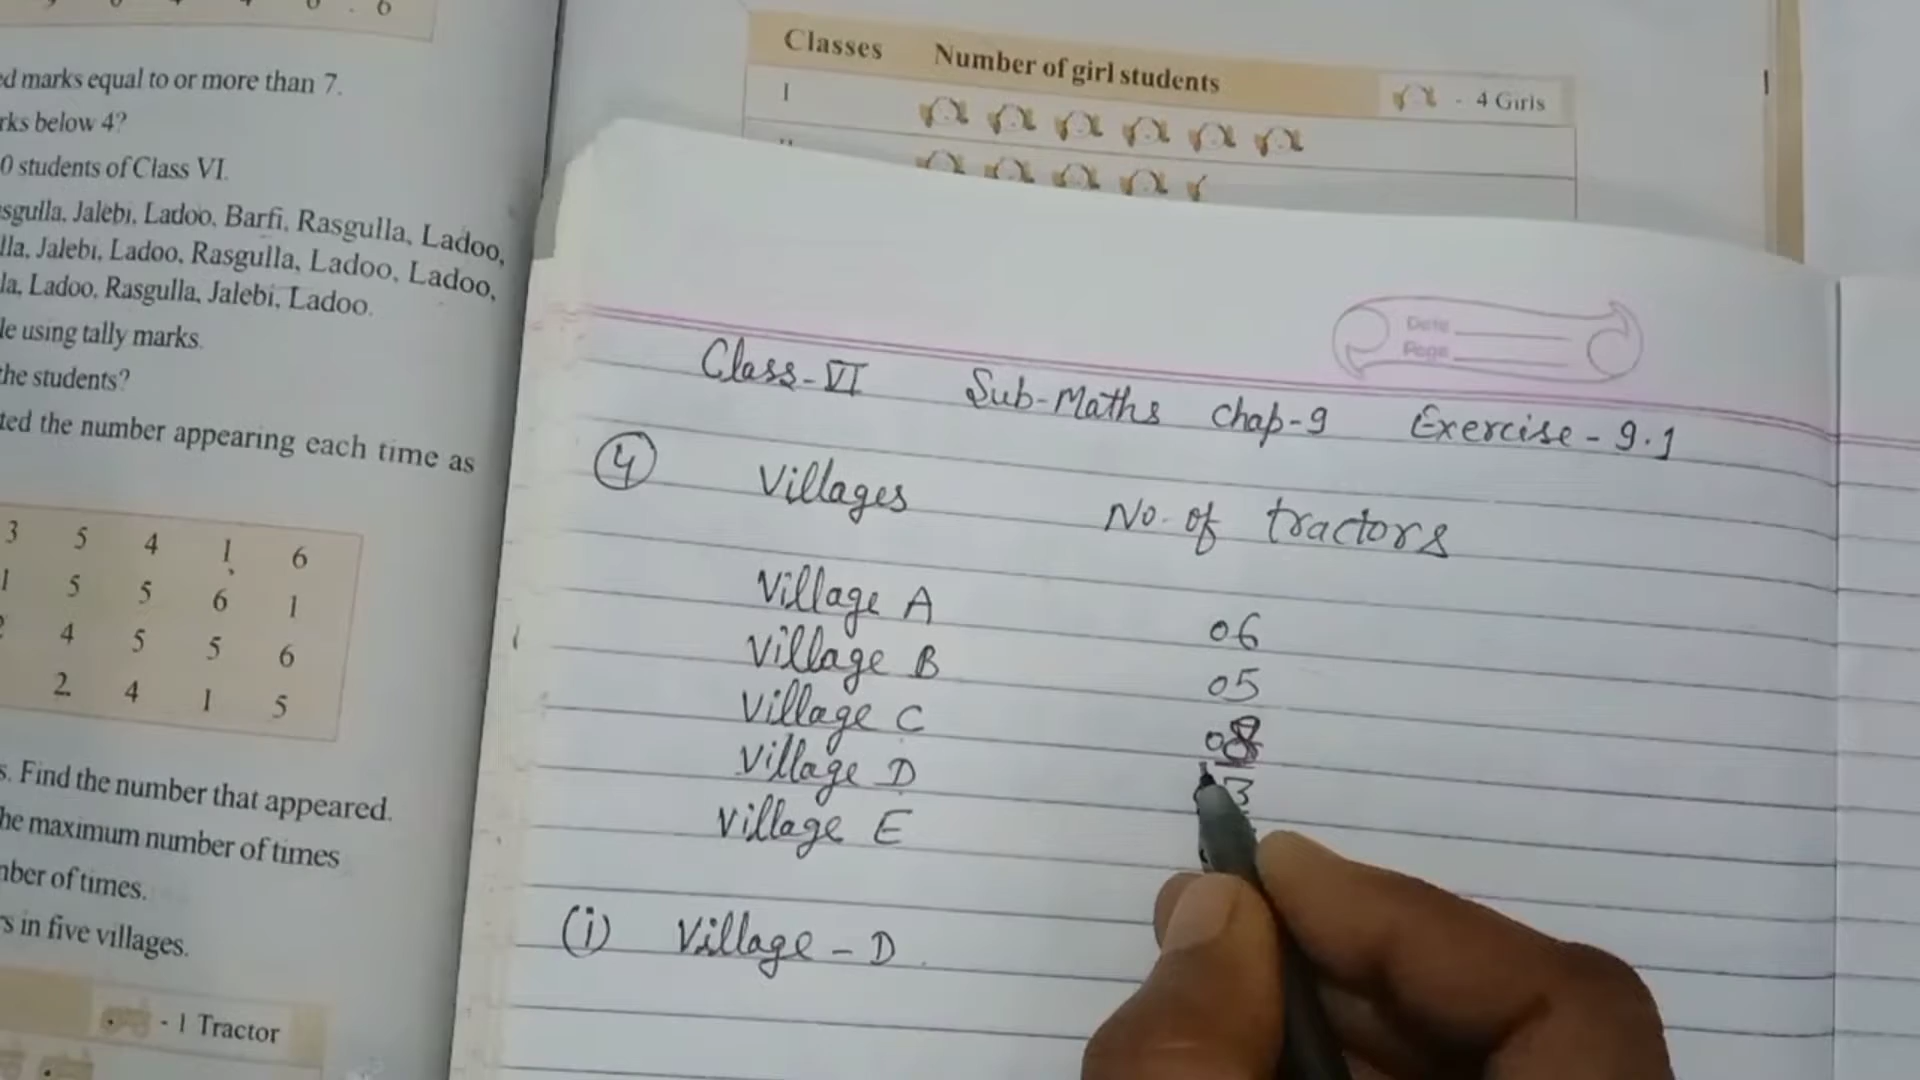 ed marks equal to or more than 7.
rks below 4?
0 students of Class VI.
sgulla, Jalebi, Ladoo, Barfi, Rasgulla, Ladoo,
lla, Jalebi, Ladoo, Rasgulla, Ladoo, Ladoo,
la, Ladoo, Rasgulla, Jalebi, Ladoo.
le using tally marks.
the students?
ted the number appearing each time as
3 5 4 1 6
1 5 5 6 1
4 5 5 6
2 4 1 5
s. Find the number that appeared.
he maximum number of times
nber of times.
s in five villages.
- 1 Tractor
Classes Number of girl students - 4 Girls
I
Date
Page
Class-VI Sub-Maths Chap-9 Exercise-9.1
4 Villages No. of tractors
Village A 06
Village B 05
Village C 08
Village D 3
Village E
(i) Village - D